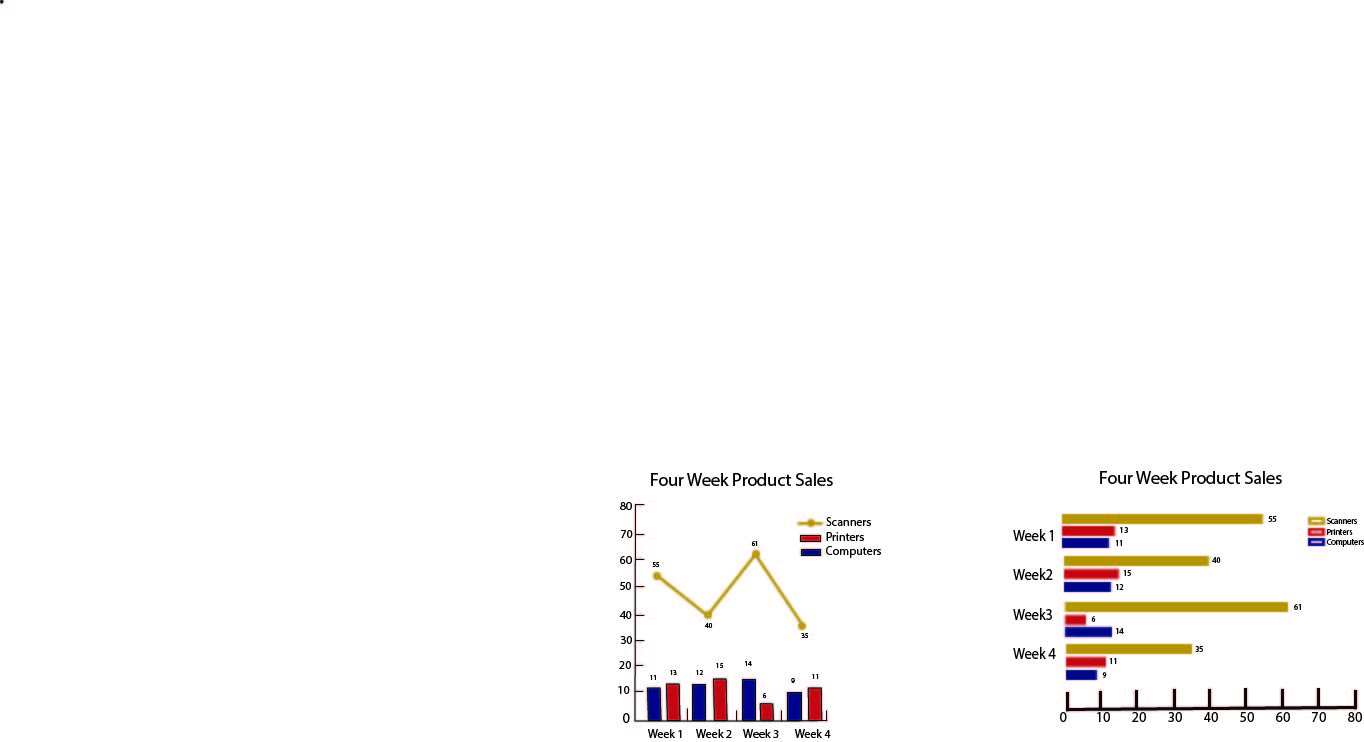 Four Week Product Sales
80
70
60
50
40
30
20
10
0
Scanners
Printers
Computers
55
40
61
35
11
13
12
15
14
6
9
11
Week 1
Week 2
Week 3
Week 4
Four Week Product Sales
Scanners
Printers
Computers
Week 1
55
13
11
Week2
40
15
12
Week3
61
6
14
Week 4
35
11
9
0 10 20 30 40 50 60 70 80